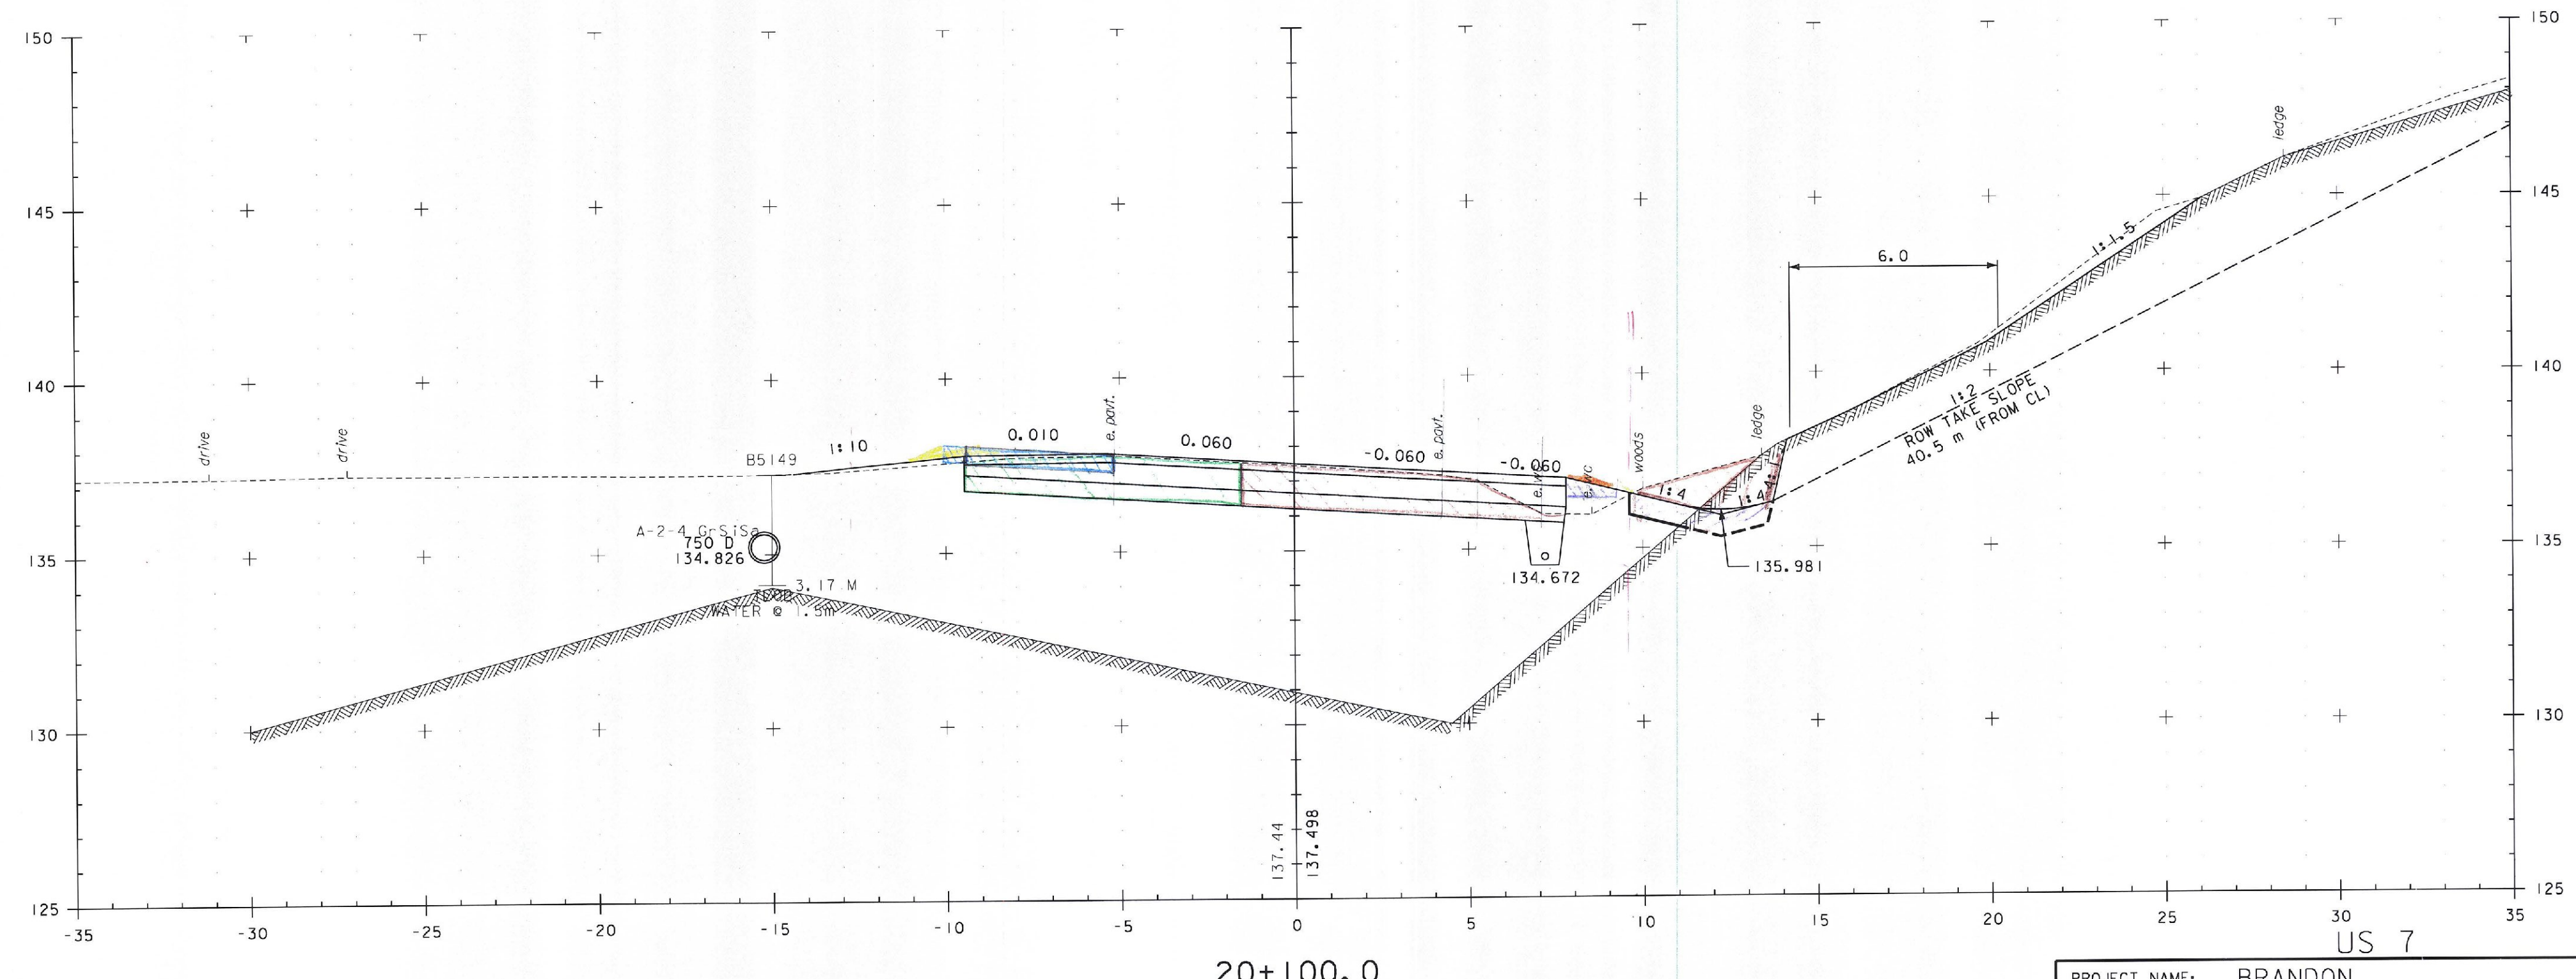 150
150
ledge
145
145
1:1.5
6.0
140
140
e. pavt.
e. pavt.
1:2
ROW TAKE SLOPE
40.5 m (FROM CL)
drive
drive
B5149
1:10
0.010
0.060
-0.060
-0.060
e. wc
woods
ledge
1:4
1:4
A-2-4 GrSiSa
750 D
134.826
135
135
134.672
135.981
3.17 M
WATER @ 1.5m
130
130
137.44
137.498
125
125
-35
-30
-25
-20
-15
-10
-5
0
5
10
15
20
25
30
35
US 7
20+100.0
PROJECT NAME: BRANDON